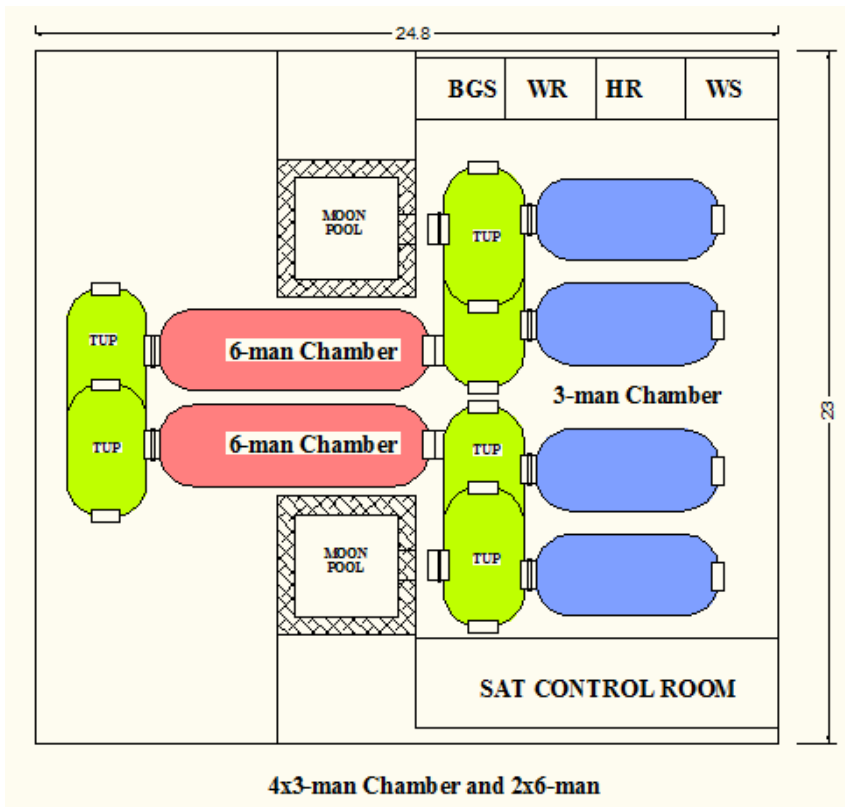 24.8
BGS WR HR WS
MOON
POOL
TUP
TUP
6-man Chamber
3-man Chamber
23
6-man Chamber
TUP
TUP
MOON
POOL
TUP
SAT CONTROL ROOM
4x3-man Chamber and 2x6-man